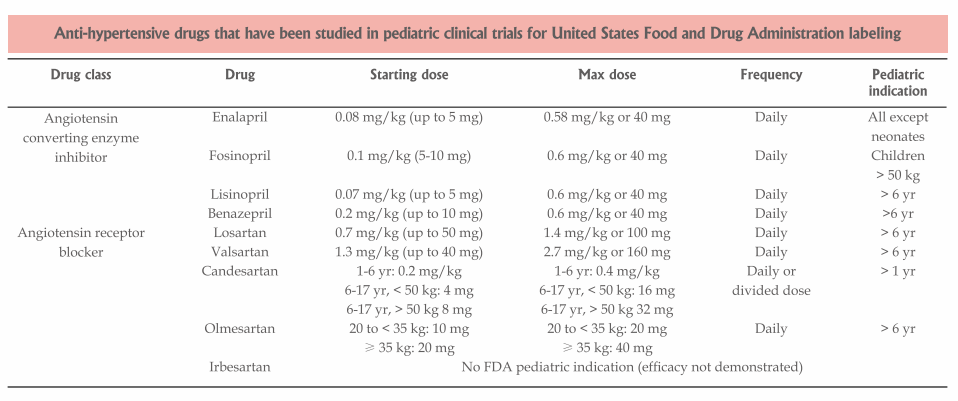 Anti-hypertensive drugs that have been studied in pediatric clinical trials for United States Food and Drug Administration labeling
Drug class Drug Starting dose Max dose Frequency Pediatric
indication
Angiotensin Enalapril 0.08 mg/kg (up to 5 mg) 0.58 mg/kg or 40 mg Daily All except
converting enzyme neonates
inhibitor Fosinopril 0.1 mg/kg (5-10 mg) 0.6 mg/kg or 40 mg Daily Children
> 50 kg
Lisinopril 0.07 mg/kg (up to 5 mg) 0.6 mg/kg or 40 mg Daily > 6 yr
Benazepril 0.2 mg/kg (up to 10 mg) 0.6 mg/kg or 40 mg Daily >6 yr
Angiotensin receptor Losartan 0.7 mg/kg (up to 50 mg) 1.4 mg/kg or 100 mg Daily > 6 yr
blocker Valsartan 1.3 mg/kg (up to 40 mg) 2.7 mg/kg or 160 mg Daily > 6 yr
Candesartan 1-6 yr: 0.2 mg/kg 1-6 yr: 0.4 mg/kg Daily or > 1 yr
6-17 yr, < 50 kg: 4 mg 6-17 yr, < 50 kg: 16 mg divided dose
6-17 yr, > 50 kg 8 mg 6-17 yr, > 50 kg 32 mg
Olmesartan 20 to < 35 kg: 10 mg 20 to < 35 kg: 20 mg Daily > 6 yr
⩾ 35 kg: 20 mg ⩾ 35 kg: 40 mg
Irbesartan No FDA pediatric indication (efficacy not demonstrated)